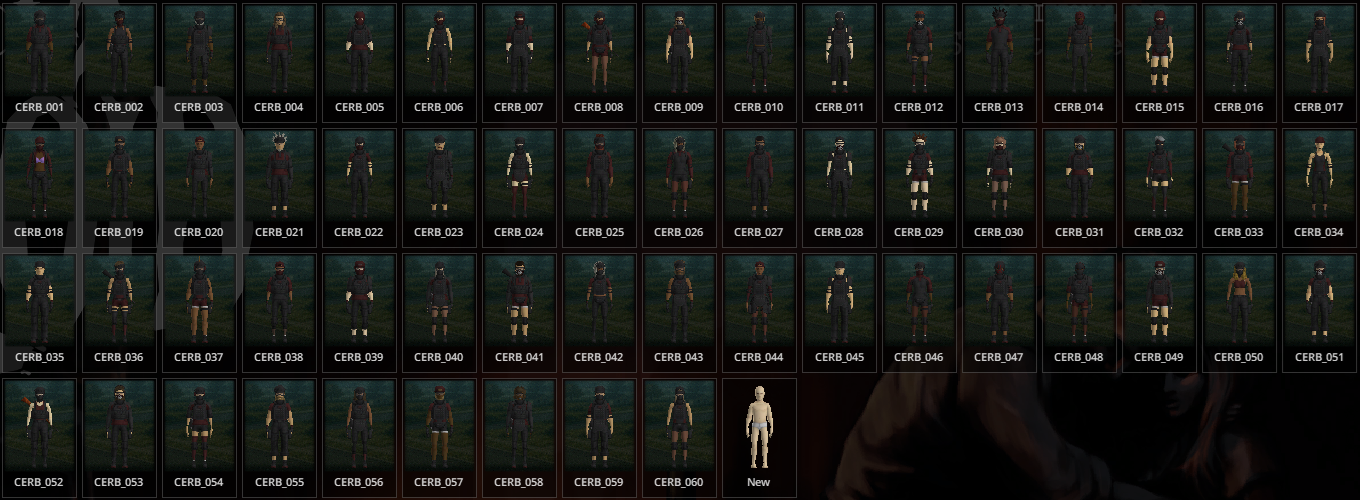 CERB_001 CERB_002 CERB_003 CERB_004 CERB_005 CERB_006 CERB_007 CERB_008 CERB_009 CERB_010 CERB_011 CERB_012 CERB_013 CERB_014 CERB_015 CERB_016 CERB_017
CERB_018 CERB_019 CERB_020 CERB_021 CERB_022 CERB_023 CERB_024 CERB_025 CERB_026 CERB_027 CERB_028 CERB_029 CERB_030 CERB_031 CERB_032 CERB_033 CERB_034
CERB_035 CERB_036 CERB_037 CERB_038 CERB_039 CERB_040 CERB_041 CERB_042 CERB_043 CERB_044 CERB_045 CERB_046 CERB_047 CERB_048 CERB_049 CERB_050 CERB_051
CERB_052 CERB_053 CERB_054 CERB_055 CERB_056 CERB_057 CERB_058 CERB_059 CERB_060 New